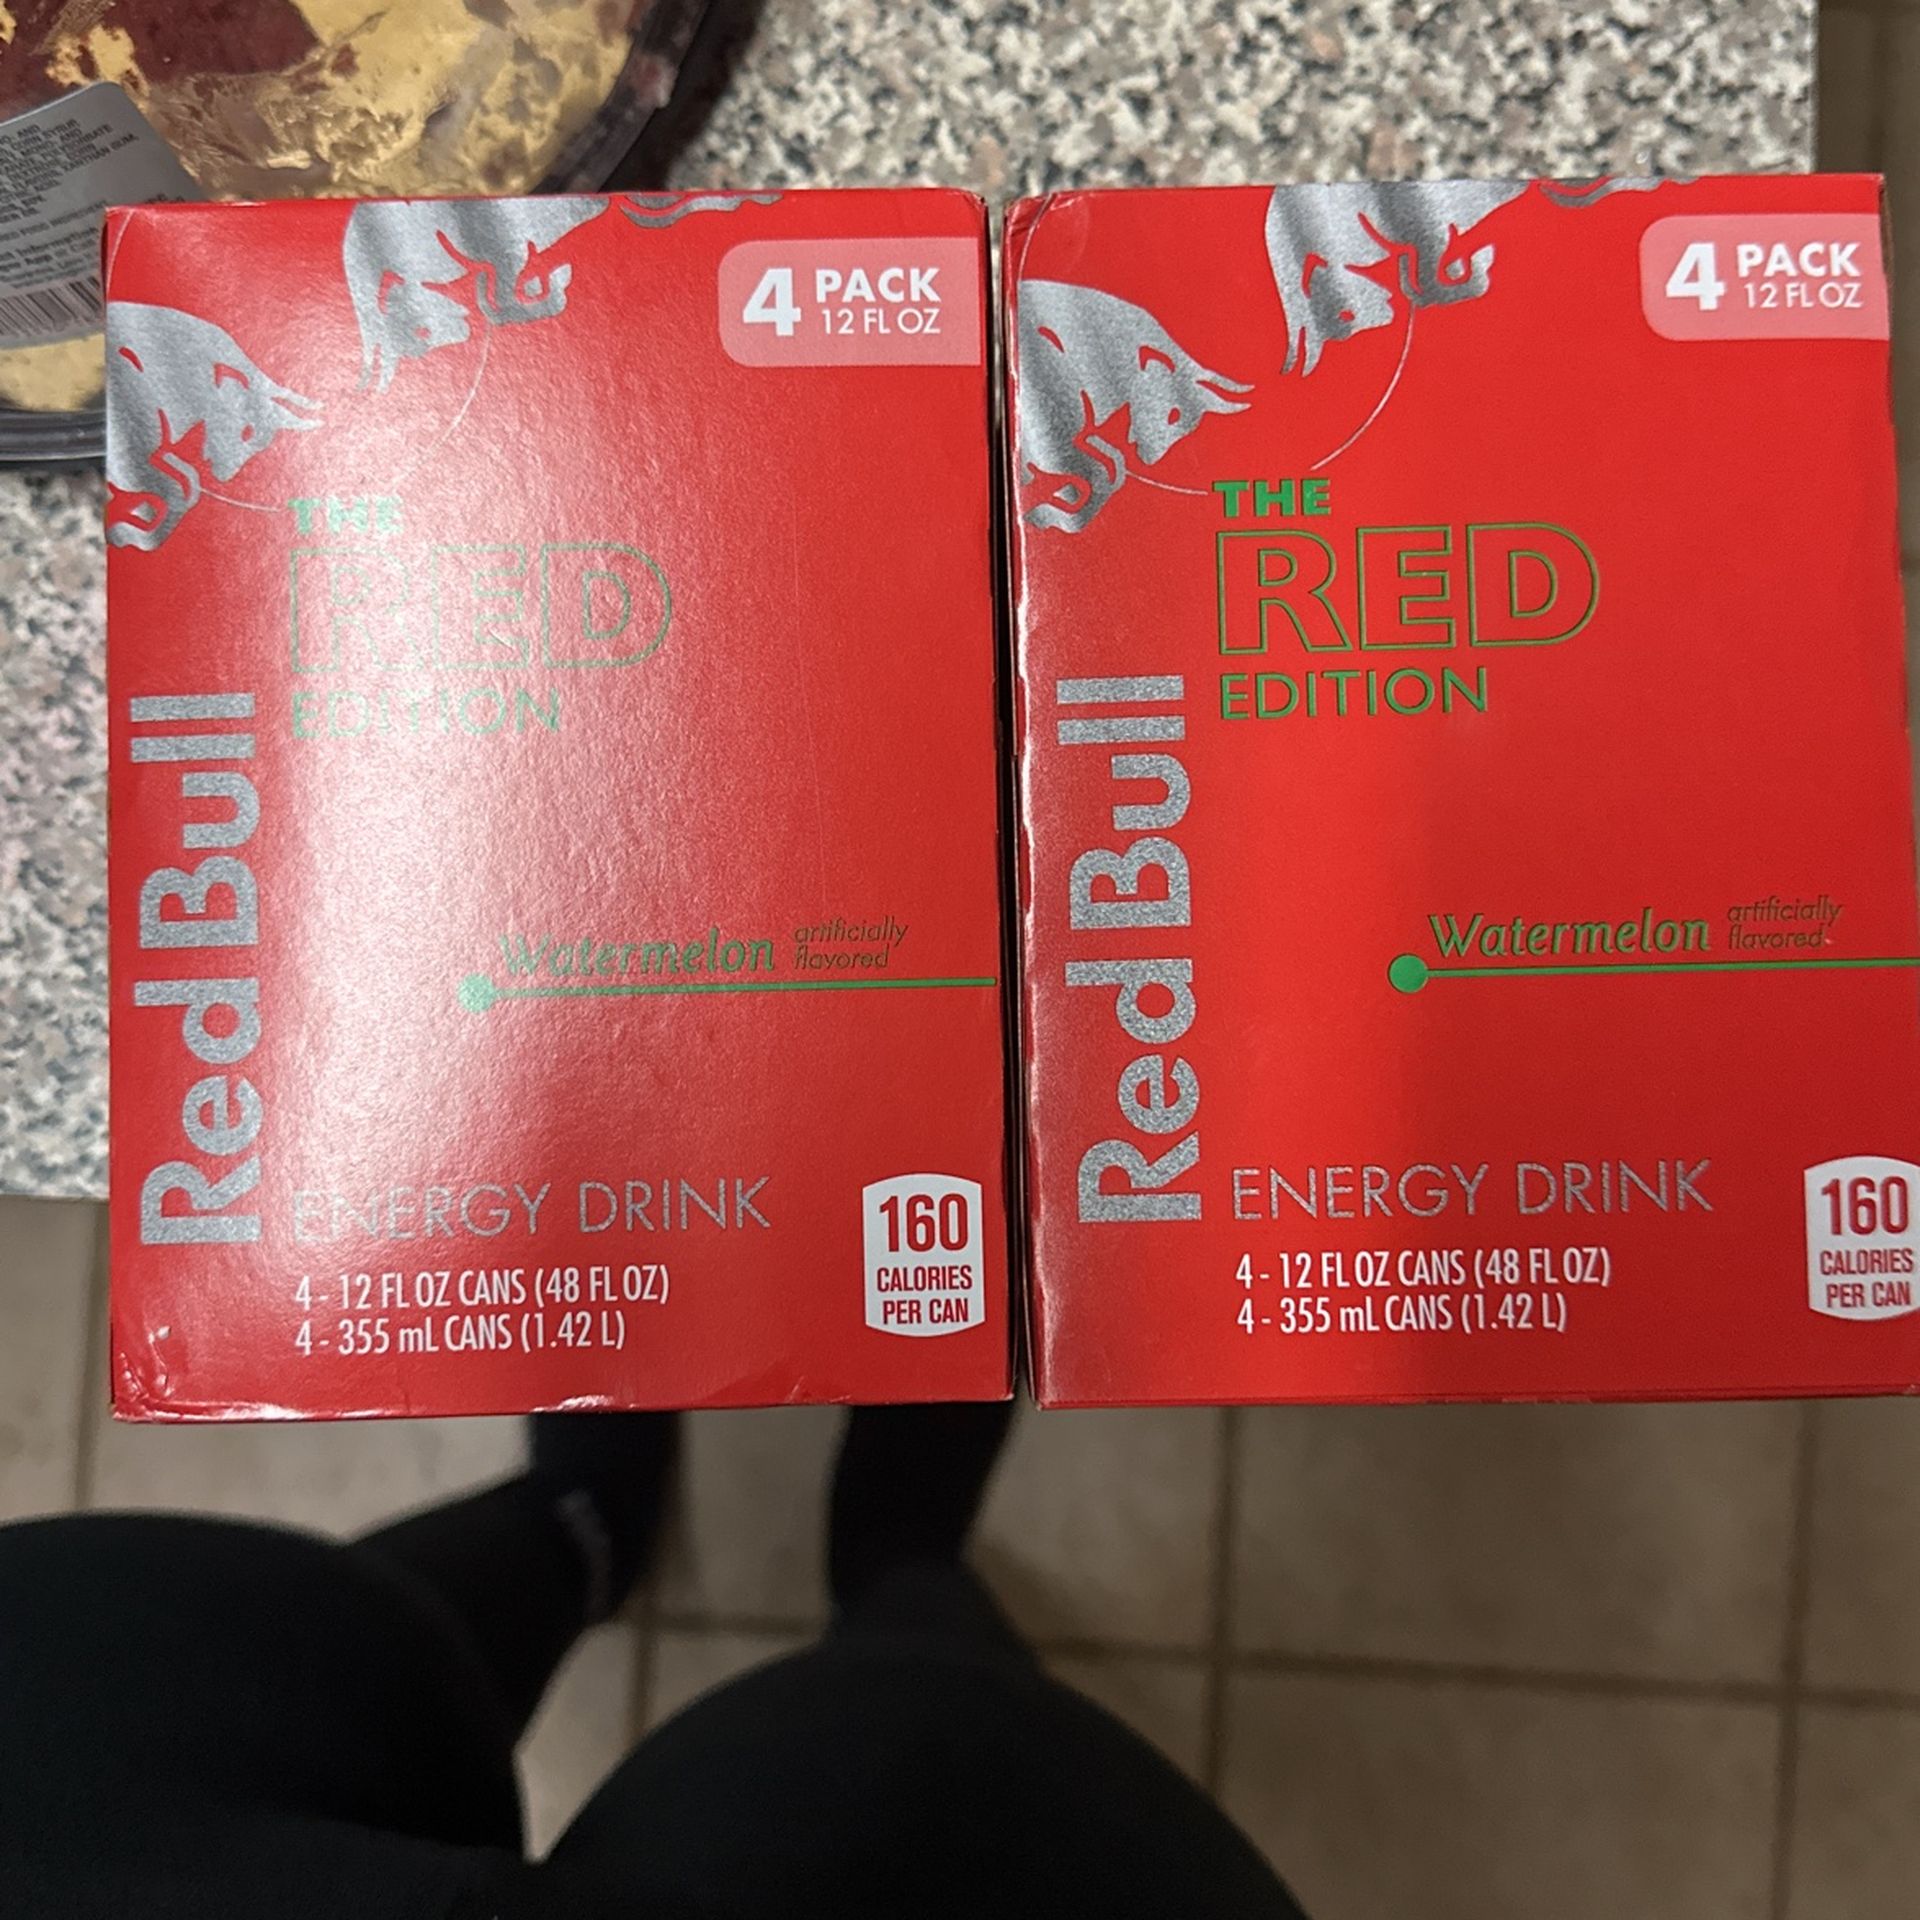 4 PACK
12 FL OZ
THE
RED
EDITION
Red Bull
Watermelon artificially
flavored
ENERGY DRINK
4 - 12 FL OZ CANS (48 FL OZ)
4 - 355 mL CANS (1.42 L)
160
CALORIES
PER CAN
4 PACK
12 FL OZ
THE
RED
EDITION
Red Bull
Watermelon artificially
flavored
ENERGY DRINK
4 - 12 FL OZ CANS (48 FL OZ)
4 - 355 mL CANS (1.42 L)
160
CALORIES
PER CAN